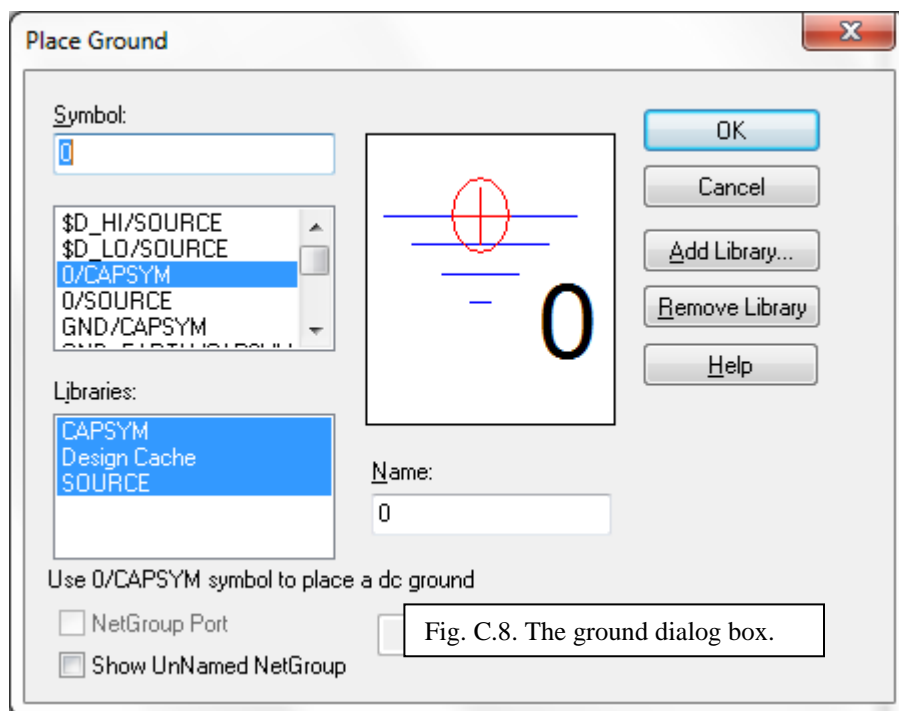 Place Ground
Symbol:
0
$D_HI/SOURCE
$D_LO/SOURCE
0/CAPSYM
0/SOURCE
GND/CAPSYM
Libraries:
CAPSYM
Design Cache
SOURCE
0
Name:
0
OK
Cancel
Add Library...
Remove Library
Help
Use 0/CAPSYM symbol to place a dc ground
NetGroup Port
Show UnNamed NetGroup
Fig. C.8. The ground dialog box.